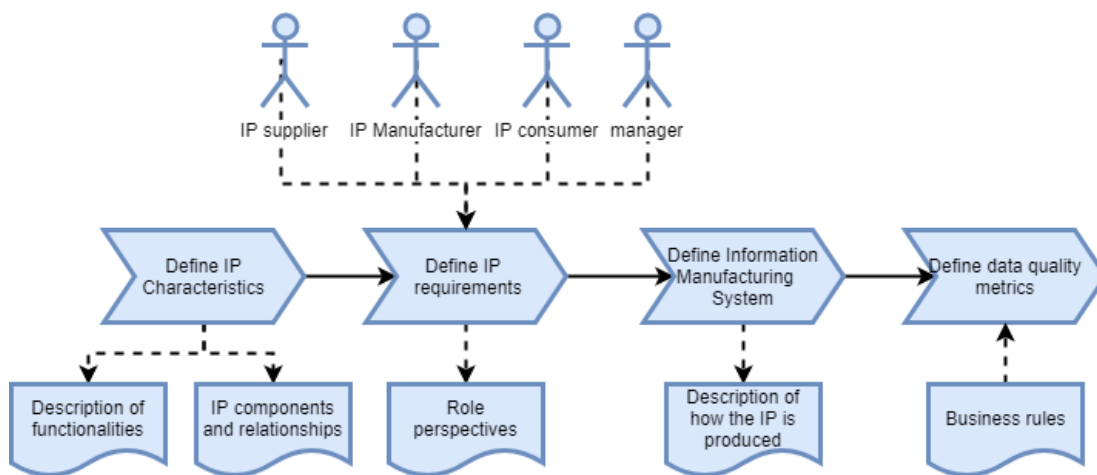 IP supplier
IP Manufacturer
IP consumer
manager
Define IP
Characteristics
Define IP
requirements
Define Information
Manufacturing
System
Define data quality
metrics
Description of
functionalities
IP components
and relationships
Role
perspectives
Description of
how the IP is
produced
Business rules